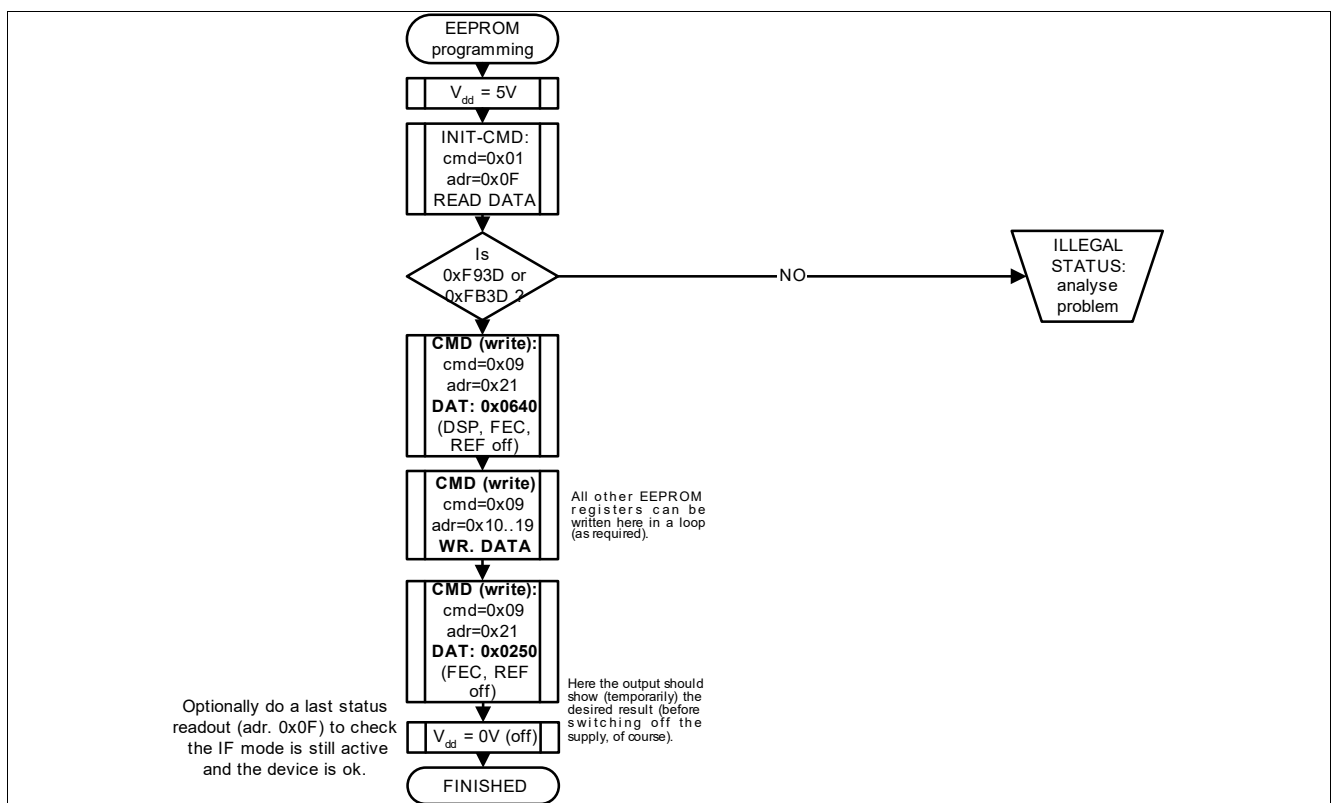 EEPROM
programming
Vdd = 5V
INIT-CMD:
cmd=0x01
adr=0x0F
READ DATA
Is
0xF93D or
0xFB3D ?
NO
ILLEGAL
STATUS:
analyse
problem
CMD (write):
cmd=0x09
adr=0x21
DAT: 0x0640
(DSP, FEC,
REF off)
CMD (write)
cmd=0x09
adr=0x10..19
WR. DATA
All other EEPROM
registers can be
written here in a loop
(as required).
CMD (write):
cmd=0x09
adr=0x21
DAT: 0x0250
(FEC, REF
off)
Here the output should
show (temporarily) the
desired result (before
switching off the
supply, of course).
Optionally do a last status
readout (adr. 0x0F) to check
the IF mode is still active
and the device is ok.
Vdd = 0V (off)
FINISHED